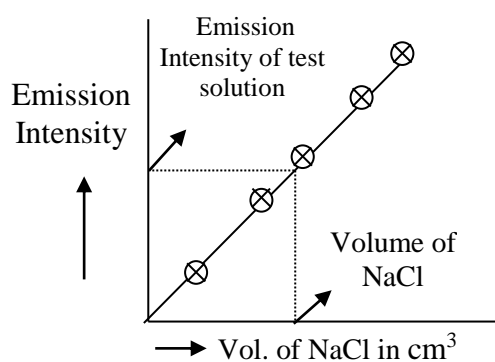 Emission
Intensity of test
solution
Emission
Intensity
Volume of
NaCl
Vol. of NaCl in cm³